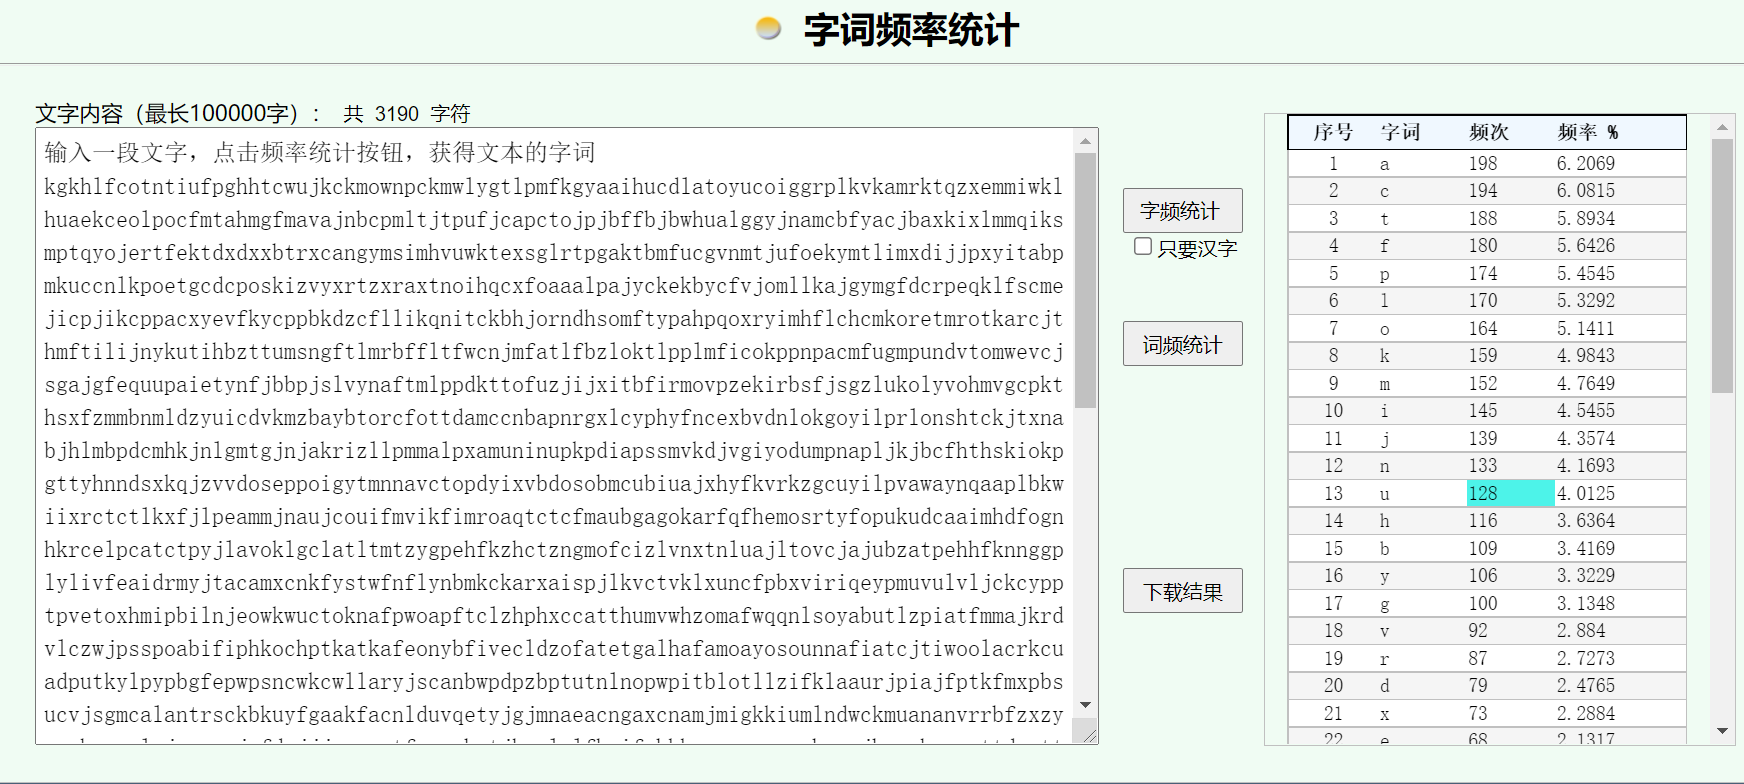 字词频率统计
文字内容（最长100000字）： 共 3190 字符
输入一段文字，点击频率统计按钮，获得文本的字词
kgkhlfcotntiufpghhtcwujkckmownpckmwlygtlpmfkgyaaihucdlatoyucoiggrplkvkamrktqzxemmiwkl
huaekceolpocfmtahmgfmavajnbcpmltjtpufjcapctojpjbffbjbwhualggyjnamcbfyacjbaxkixlmmqiks
mptqyojertfektdxdxxbtrxcangymsimhvuwktexsglrtpgaktbmfucgvnmtjufoekymtlimxdijjpxyitabp
mkuccnlkpoetgcdcposkizvyxrtzxraxtnoihqcxfoaaalpajyckekbycfvjomllkajgymgfdcrpeqklfscme
jicpjikcppacxyevfkycppbkdzcfllikqnitckbhjorndhsomftypahpqoxryimhflchcmkoretmrotkarcjt
hmftilijnykutihbzttumsngftlmrbffltfwcnjmfatlfbzloktlpplmficokppnpacmfugmpundvtomwevcj
sgajgfequupaietynfjbbpjslvynaftmlppdkttofuzjijxitbfirmovpzekirbsfjsgzlukolyvohmvgcpkt
hsxfzmmbnmldzyuicdvkmzbaybtorcfottdamccnbapnrgxlcyphyfncexbvdnlokgoyilprlonshtckjtxna
bjhlmbpdcmhkjnlgmtgjnjakrizllpmmalpxamuninupkpdiapssmvkdjvgiyodumpnapljkjbcfhthskiokp
gttyhnndsxkqjzvvdoseppoigytmnnavctopdyixvbdosobmcubiuajxhyfkvrkzgcuyilpvawaynqaaplbkw
iixrctctlkxfjlpeammjnaujcouifmvikfimroaqtctcfmaubgagokarfqfhemosrtyfopukudcaaimhdfogn
hkrcelpcatctpyjlavoklgclatltmtzygpehfkzhctzngmofcizlvnxtnluajltovcjajubzatpehhfknnggp
lylivfeaidrmyjtacamxcnkfystwfnflynbmkckarxaispjlkvctvklxuncfpbxviriqeypmuvulvljckcypp
tpvetoxhmipbilnjeowkwuctoknafpwoapftclzhphxccatthumvwhzomafwqqnlsoyabutlzpiatfmmajkrd
vlczwjpsspoabifiphkochptkatkafeonybfivecldzofatetgalhafamoayosounnafiatcjtiwoolacrkcu
adputkylpypbgfepwpsncwkcwllaryjscanbwpdpzbptutnlnopwpitblotllzifklaaurjpiajfptkfmxpbs
ucvjsgmcalantrsckbkuyfgaakfacnlduvqetyjgjmnaeacngaxcnamjmigkkiumlndwckmuananvrrbfzxzy
字频统计
只要汉字
词频统计
下载结果
序号 字词 频次 频率 %
1 a 198 6.2069
2 c 194 6.0815
3 t 188 5.8934
4 f 180 5.6426
5 p 174 5.4545
6 l 170 5.3292
7 o 164 5.1411
8 k 159 4.9843
9 m 152 4.7649
10 i 145 4.5455
11 j 139 4.3574
12 n 133 4.1693
13 u 128 4.0125
14 h 116 3.6364
15 b 109 3.4169
16 y 106 3.3229
17 g 100 3.1348
18 v 92 2.884
19 r 87 2.7273
20 d 79 2.4765
21 x 73 2.2884
22 e 68 2.1317